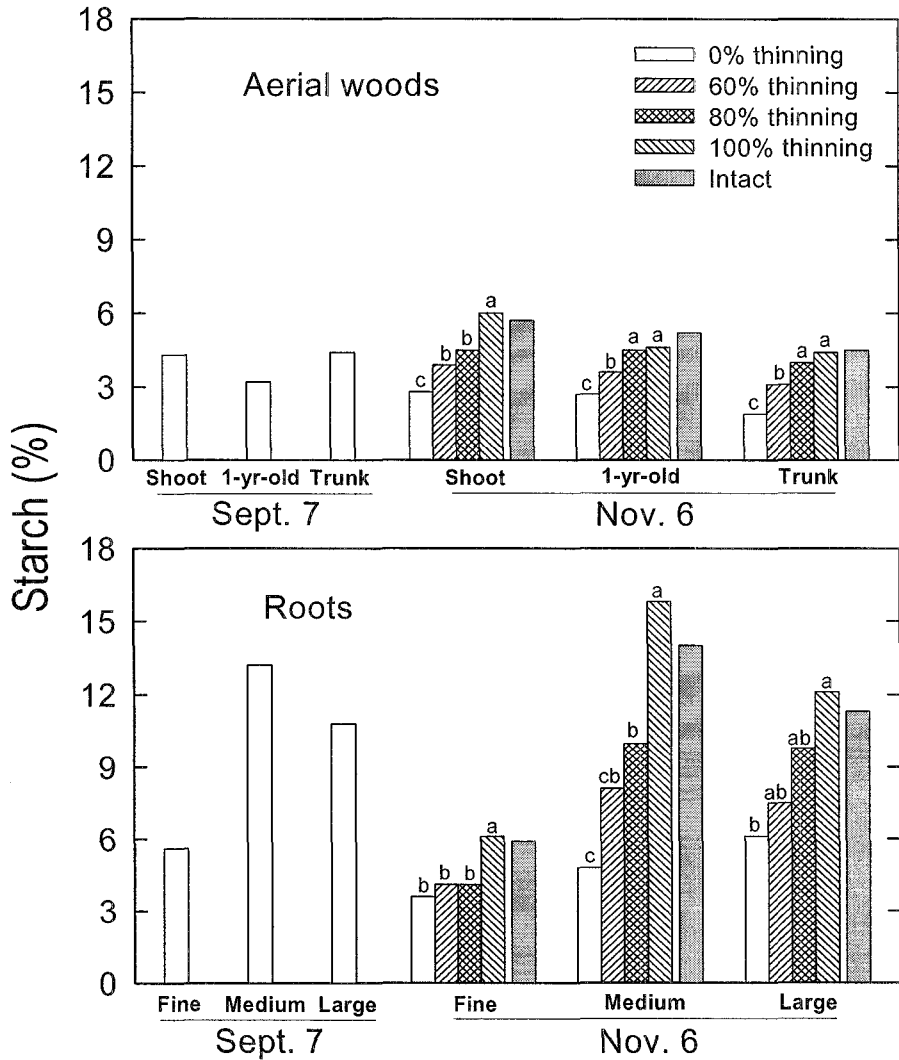 Starch (%)
18
15
12
9
6
3
0
Aerial woods
0% thinning
60% thinning
80% thinning
100% thinning
Intact
c b b a
c b a a
c b a a
Shoot 1-yr-old Trunk Shoot 1-yr-old Trunk
Sept. 7 Nov. 6
18
15
12
9
6
3
0
Roots
b b b a
c cb b a
b ab ab a
Fine Medium Large Fine Medium Large
Sept. 7 Nov. 6